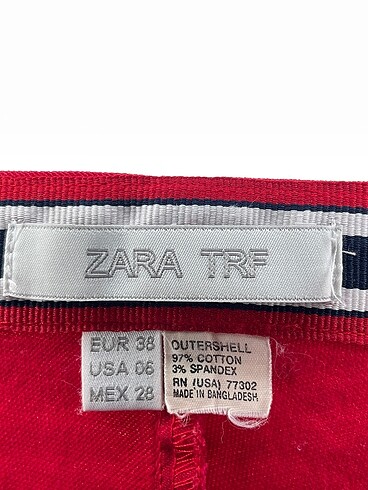 ZARA TRF
EUR 38
USA 06
MEX 28
OUTERSHELL
97% COTTON
3% SPANDEX
RN (USA) 77302
MADE IN BANGLADESH